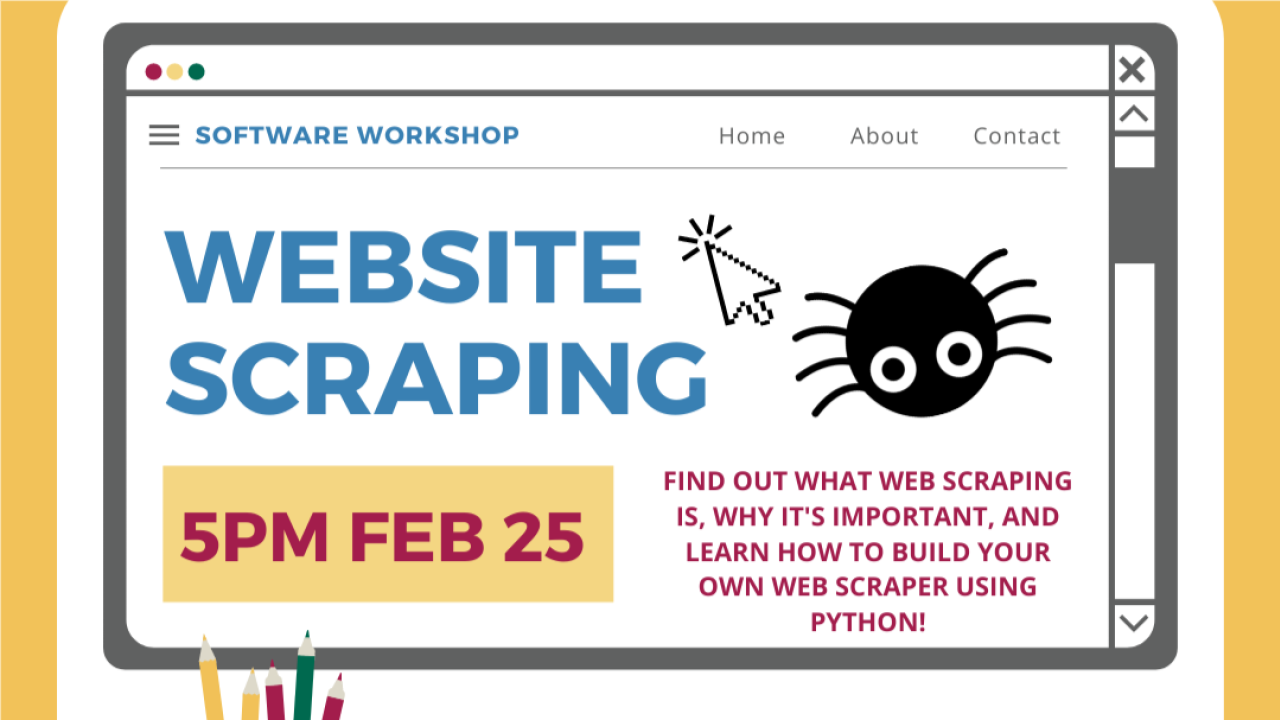 SOFTWARE WORKSHOP
Home About Contact
WEBSITE
SCRAPING
5PM FEB 25
FIND OUT WHAT WEB SCRAPING
IS, WHY IT'S IMPORTANT, AND
LEARN HOW TO BUILD YOUR
OWN WEB SCRAPER USING
PYTHON!